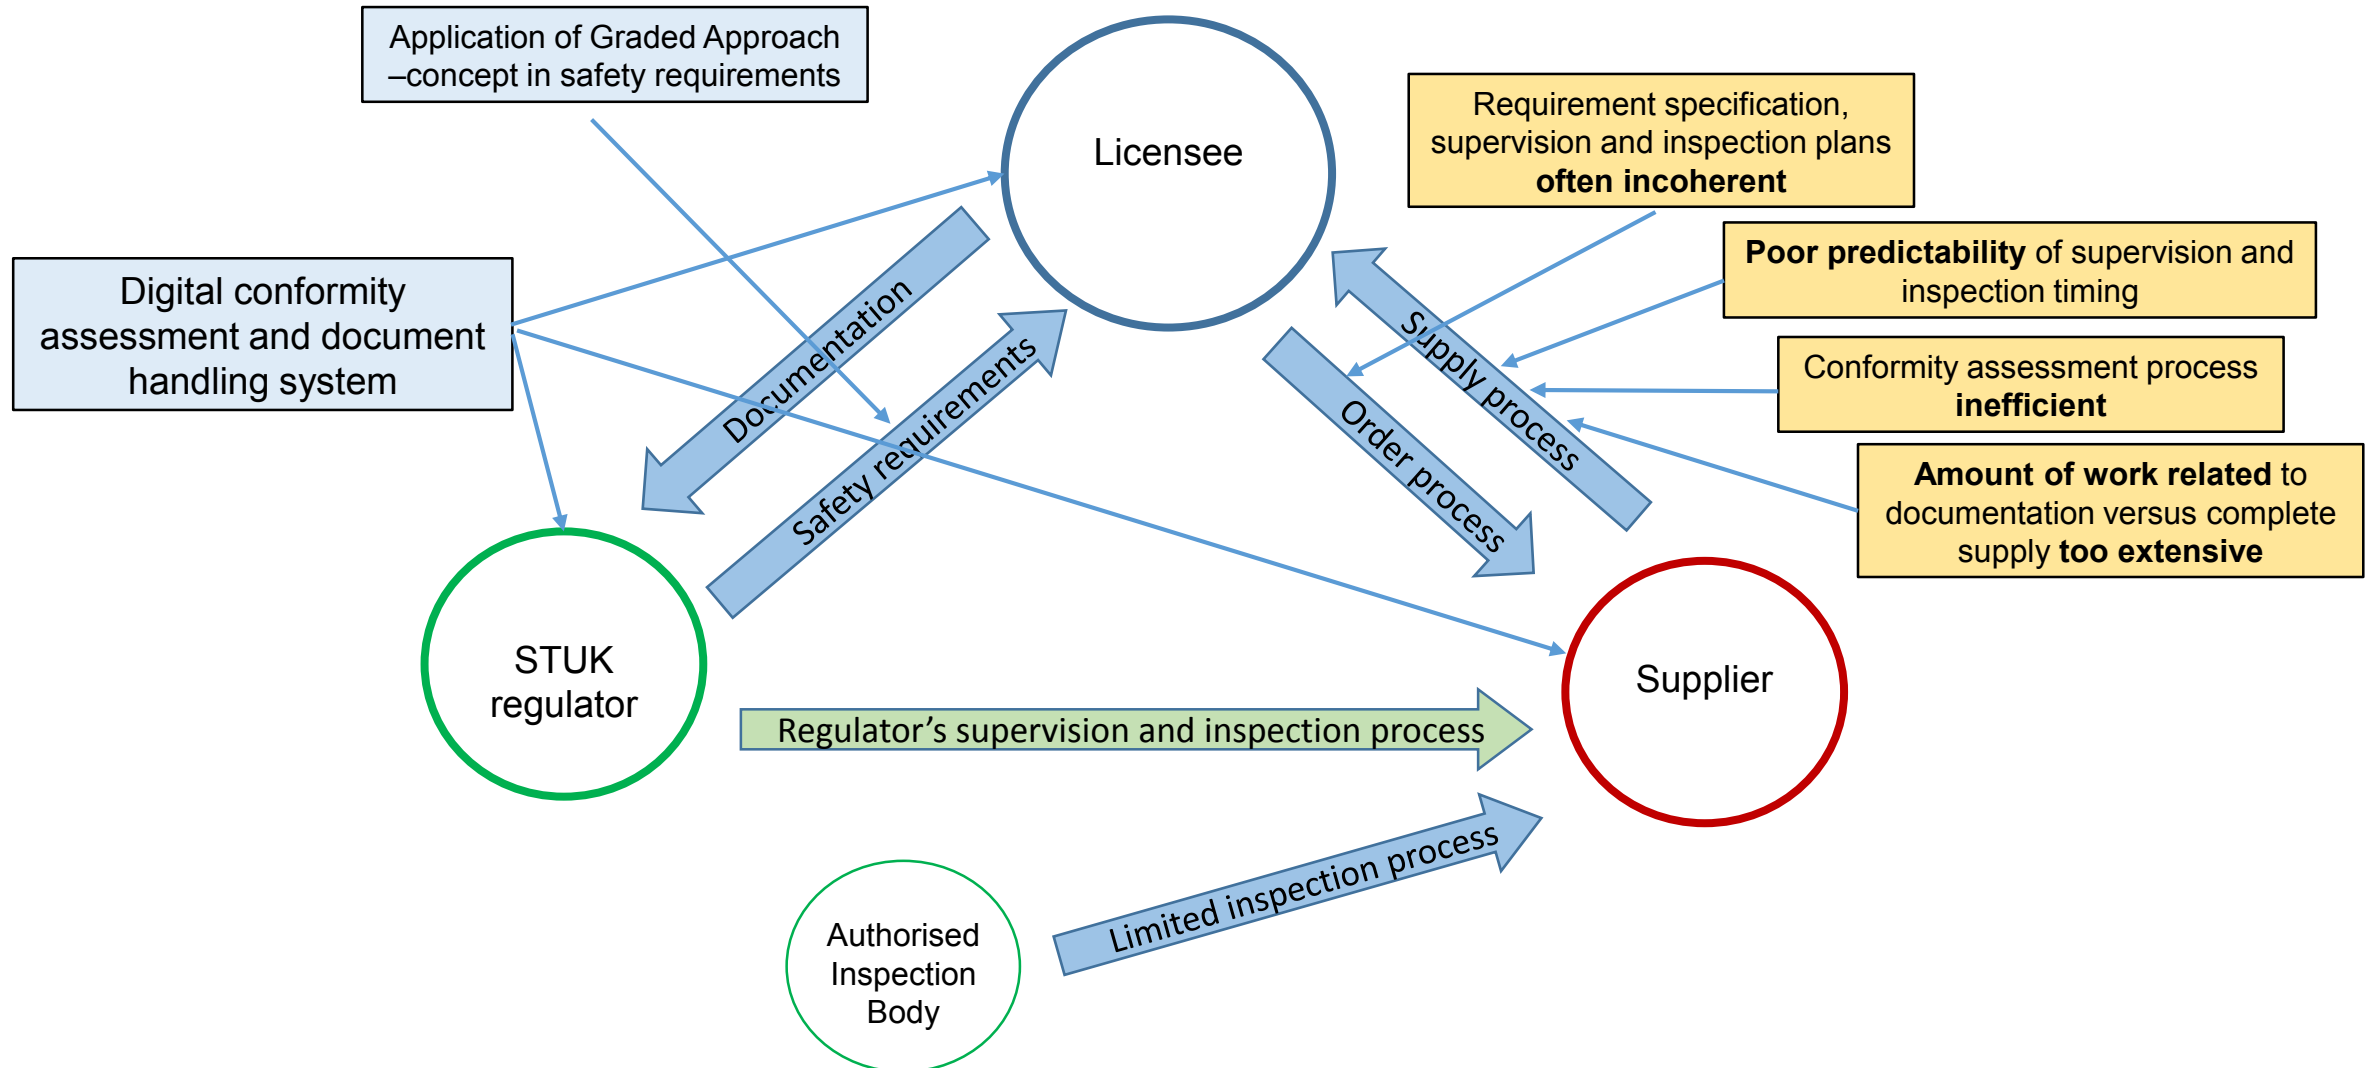 Application of Graded Approach
–concept in safety requirements
Licensee
Requirement specification,
supervision and inspection plans
often incoherent
Poor predictability of supervision and
inspection timing
Digital conformity
assessment and document
handling system
Documentation
Safety requirements
Supply process
Order process
Conformity assessment process
inefficient
Amount of work related to
documentation versus complete
supply too extensive
STUK
regulator
Supplier
Regulator’s supervision and inspection process
Limited inspection process
Authorised
Inspection
Body